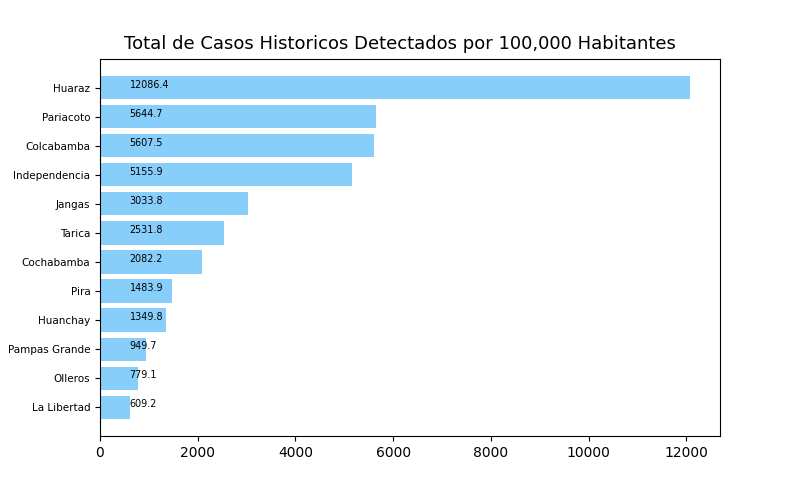 Total de Casos Historicos Detectados por 100,000 Habitantes
Huaraz 12086.4
Pariacoto 5644.7
Colcabamba 5607.5
Independencia 5155.9
Jangas 3033.8
Tarica 2531.8
Cochabamba 2082.2
Pira 1483.9
Huanchay 1349.8
Pampas Grande 949.7
Olleros 779.1
La Libertad 609.2
0 2000 4000 6000 8000 10000 12000